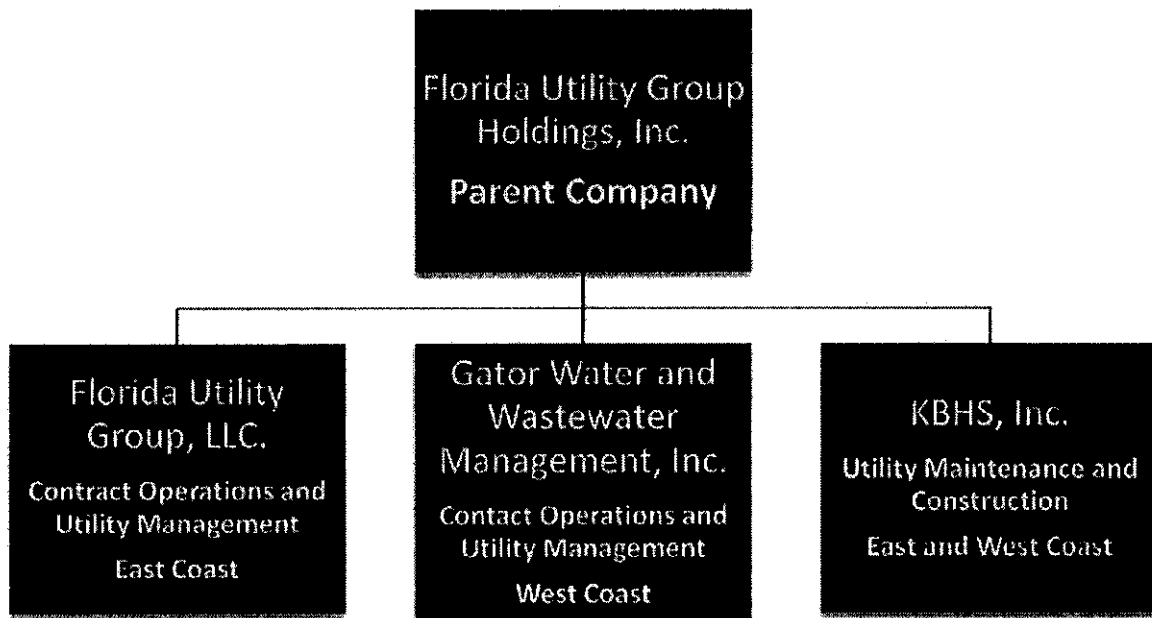 Florida Utility Group
Holdings, Inc.
Parent Company
Florida Utility
Group, LLC.
Contract Operations and
Utility Management
East Coast
Gator Water and
Wastewater
Management, Inc.
Contact Operations and
Utility Management
West Coast
KBHS, Inc.
Utility Maintenance and
Construction
East and West Coast